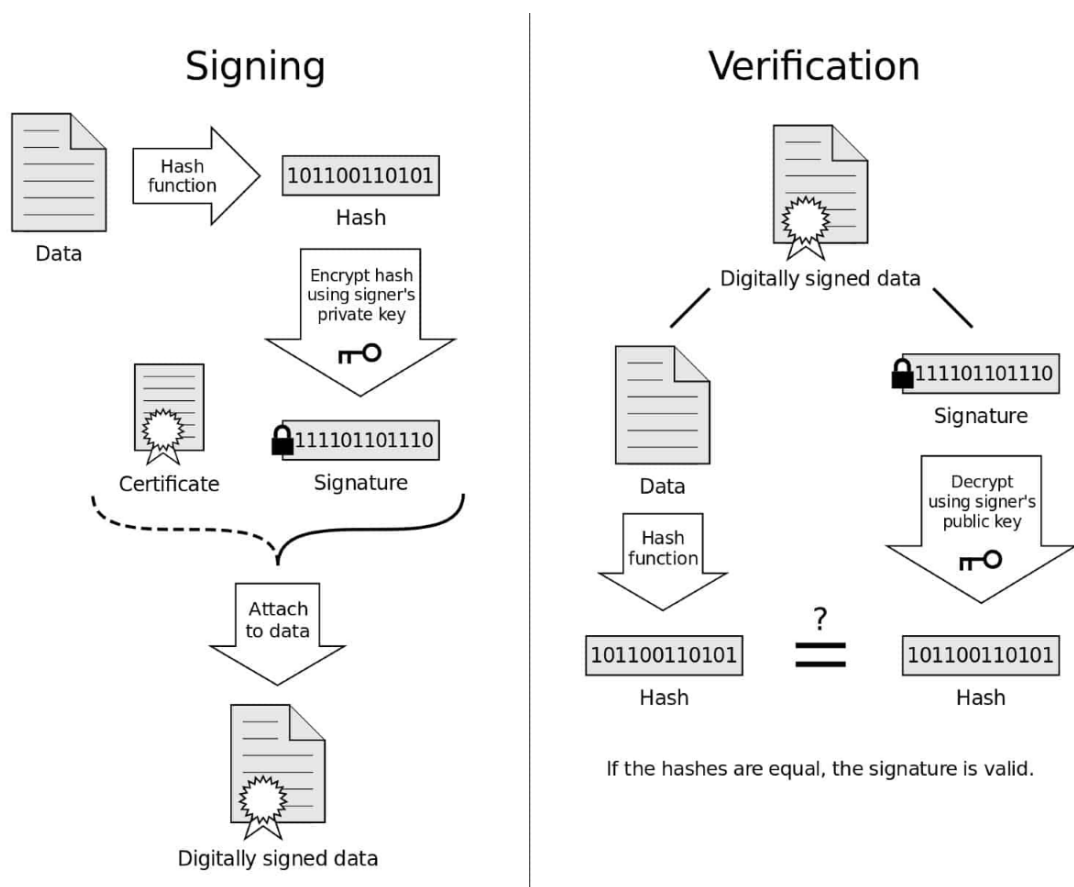 Signing
Data
Hash
function
101100110101
Hash
Encrypt hash
using signer's
private key
Certificate
111101101110
Signature
Attach
to data
Digitally signed data
Verification
Digitally signed data
Data
111101101110
Signature
Hash
function
Decrypt
using signer's
public key
101100110101
Hash
?
=
101100110101
Hash
If the hashes are equal, the signature is valid.